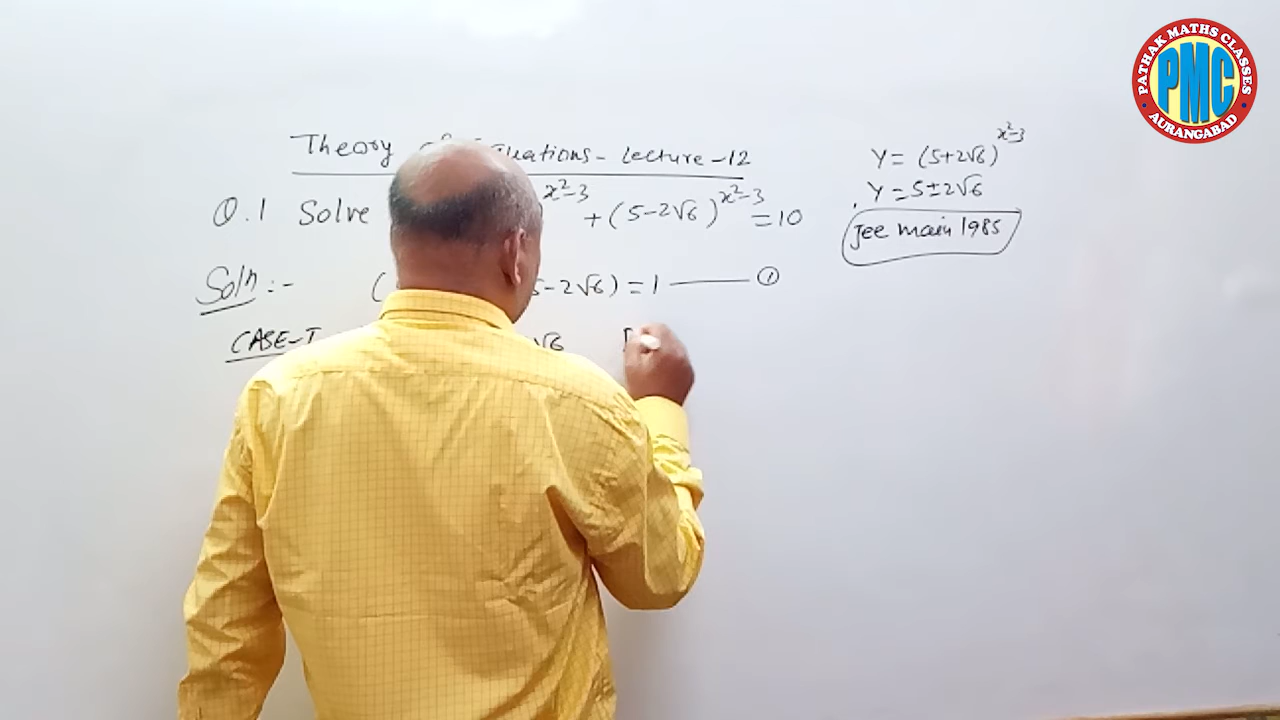 Theory Equations - Lecture - 12
Q.1 Solve x²-3 + (5-2√6)^x²-3 = 10
Soln :- ( 5-2√6) = 1 ——— ①
CASE-I √6
Y = (5+2√6)^x²-3
Y = 5±2√6
Jee main 1985
PATHAK MATHS CLASSES
PMC
AURANGABAD